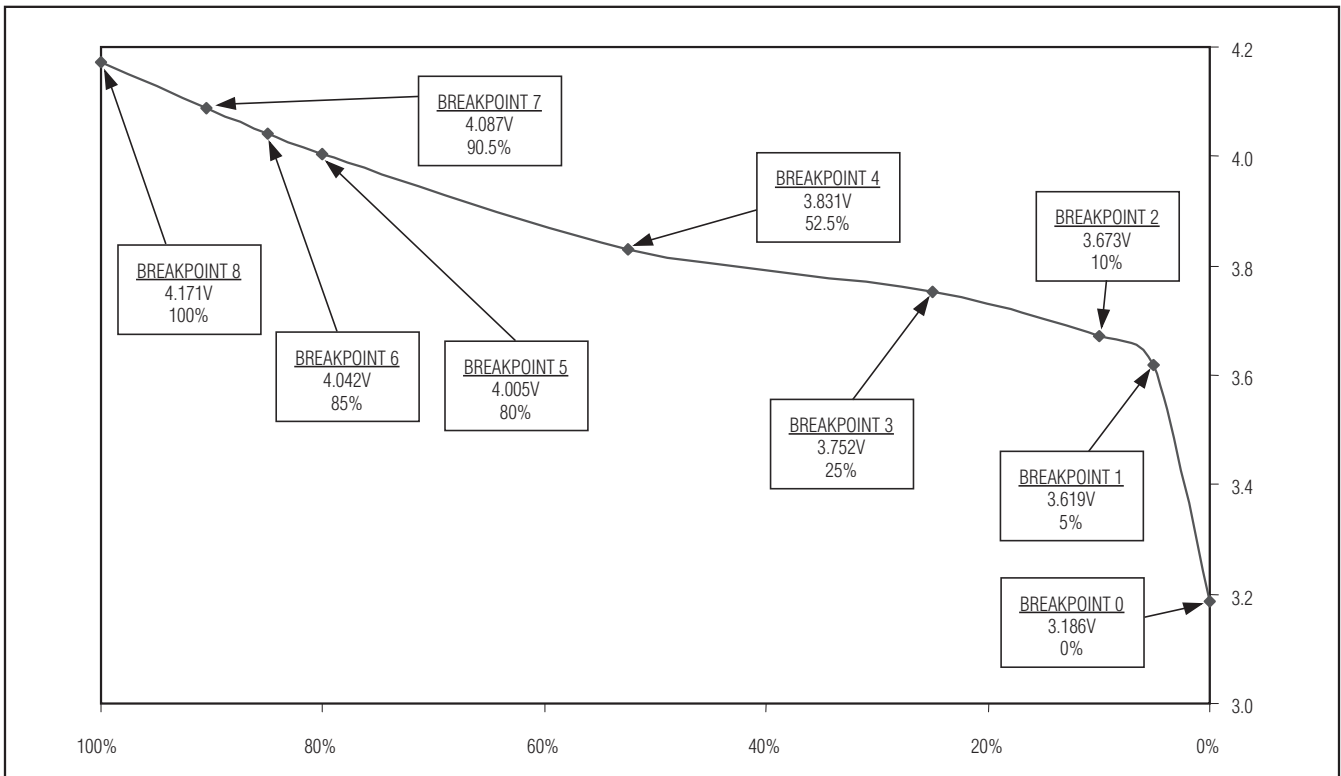 4.2
4.0
3.8
3.6
3.4
3.2
3.0
BREAKPOINT 7
4.087V
90.5%
BREAKPOINT 4
3.831V
52.5%
BREAKPOINT 2
3.673V
10%
BREAKPOINT 8
4.171V
100%
BREAKPOINT 6
4.042V
85%
BREAKPOINT 5
4.005V
80%
BREAKPOINT 3
3.752V
25%
BREAKPOINT 1
3.619V
5%
BREAKPOINT 0
3.186V
0%
100%
80%
60%
40%
20%
0%